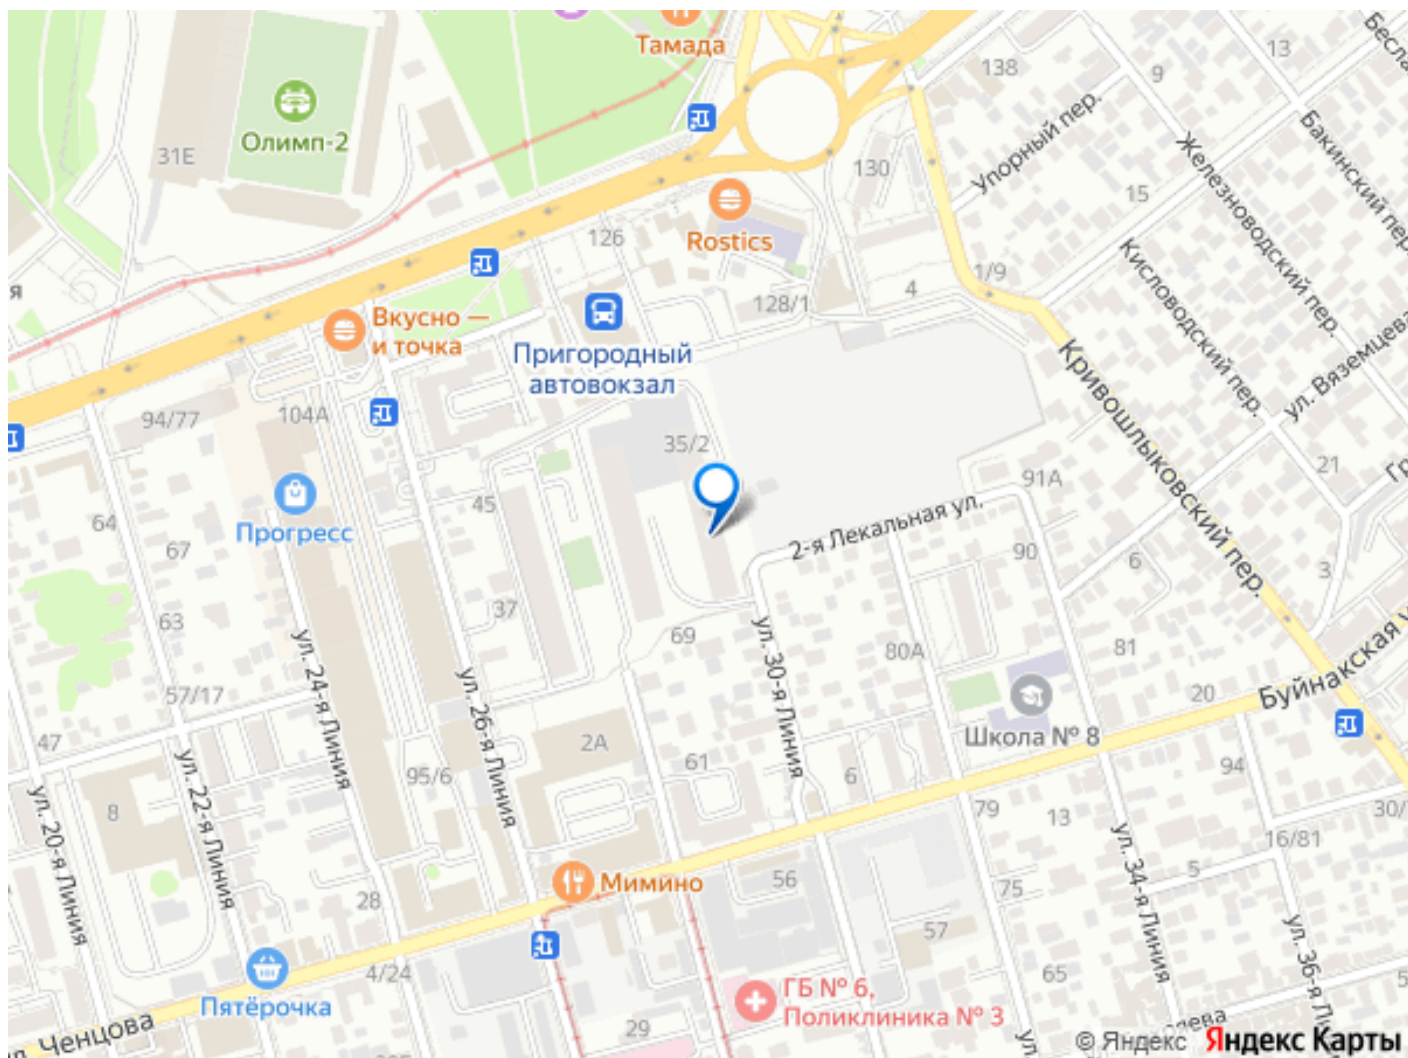 Тамада
138
13
9
Бесла
Олимп-2
31Е
130
Упорный пер.
Железноводский пер.
Бакинский пер.
15
Rostics
126
Кисловодский пер.
1/9
4
128/1
я
Вкусно —
и точка
Пригородный
автовокзал
ул. Вяземцева
Кривошлыковский пер.
94/77
104А
35/2
21
Гр
91А
45
Прогресс
64
67
2-я Лекальная ул.
90
6
3
37
63
69
80А
81
ул. 24-я Линия
ул. 26-я Линия
ул. 30-я Линия
57/17
20
Буйнакская у
47
2А
Школа № 8
94
61
6
95/6
8
79
13
30/
ул. 20-я Линия
ул. 22-я Линия
ул. 34-я Линия
16/81
5
Мимино
56
75
28
57
ул. 36-я Л
4/24
65
5
Пятёрочка
ГБ № 6,
Поликлиника № 3
л. Ченцова
29
ул
лева
© Яндекс Яндекс Карты